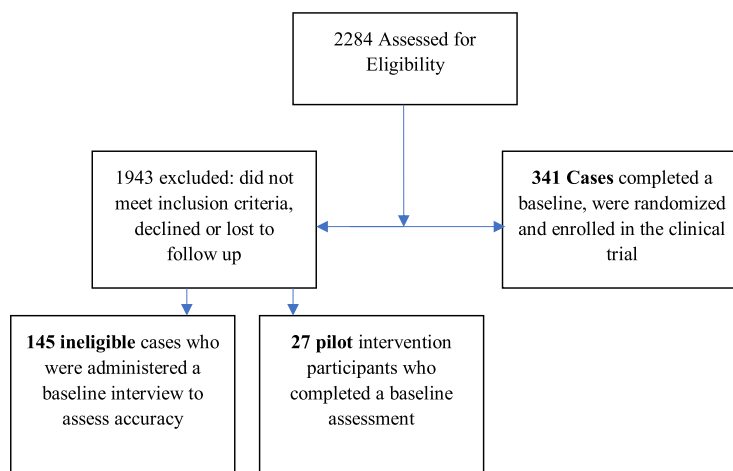 2284 Assessed for
Eligibility
1943 excluded: did not
meet inclusion criteria,
declined or lost to
follow up
341 Cases completed a
baseline, were randomized
and enrolled in the clinical
trial
145 ineligible cases who
were administered a
baseline interview to
assess accuracy
27 pilot intervention
participants who
completed a baseline
assessment